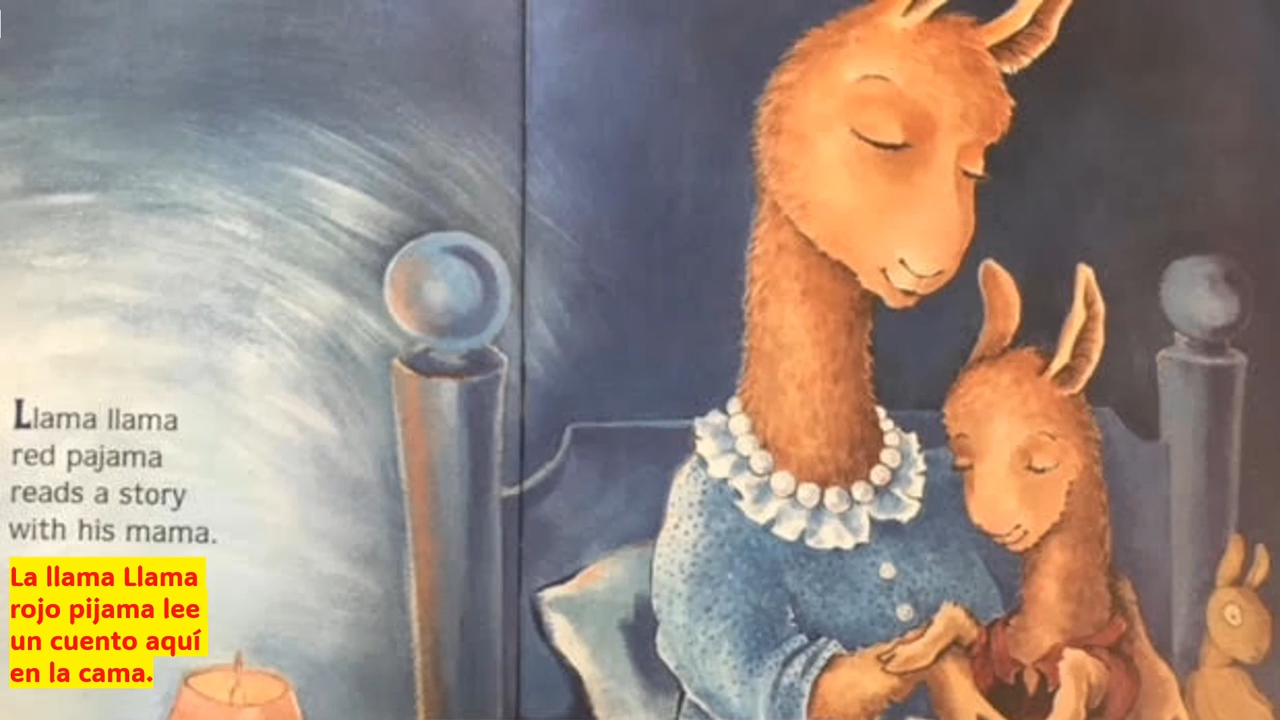 Llama llama
red pajama
reads a story
with his mama.
La llama Llama
rojo pijama lee
un cuento aquí
en la cama.